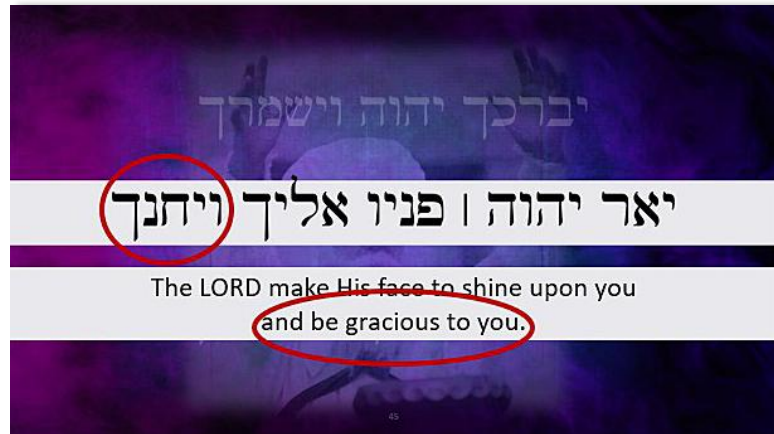 יברכך יהוה וישמרך
יאר יהוה ׀ פניו אליך ויחנך
The LORD make His face to shine upon you
and be gracious to you.
45